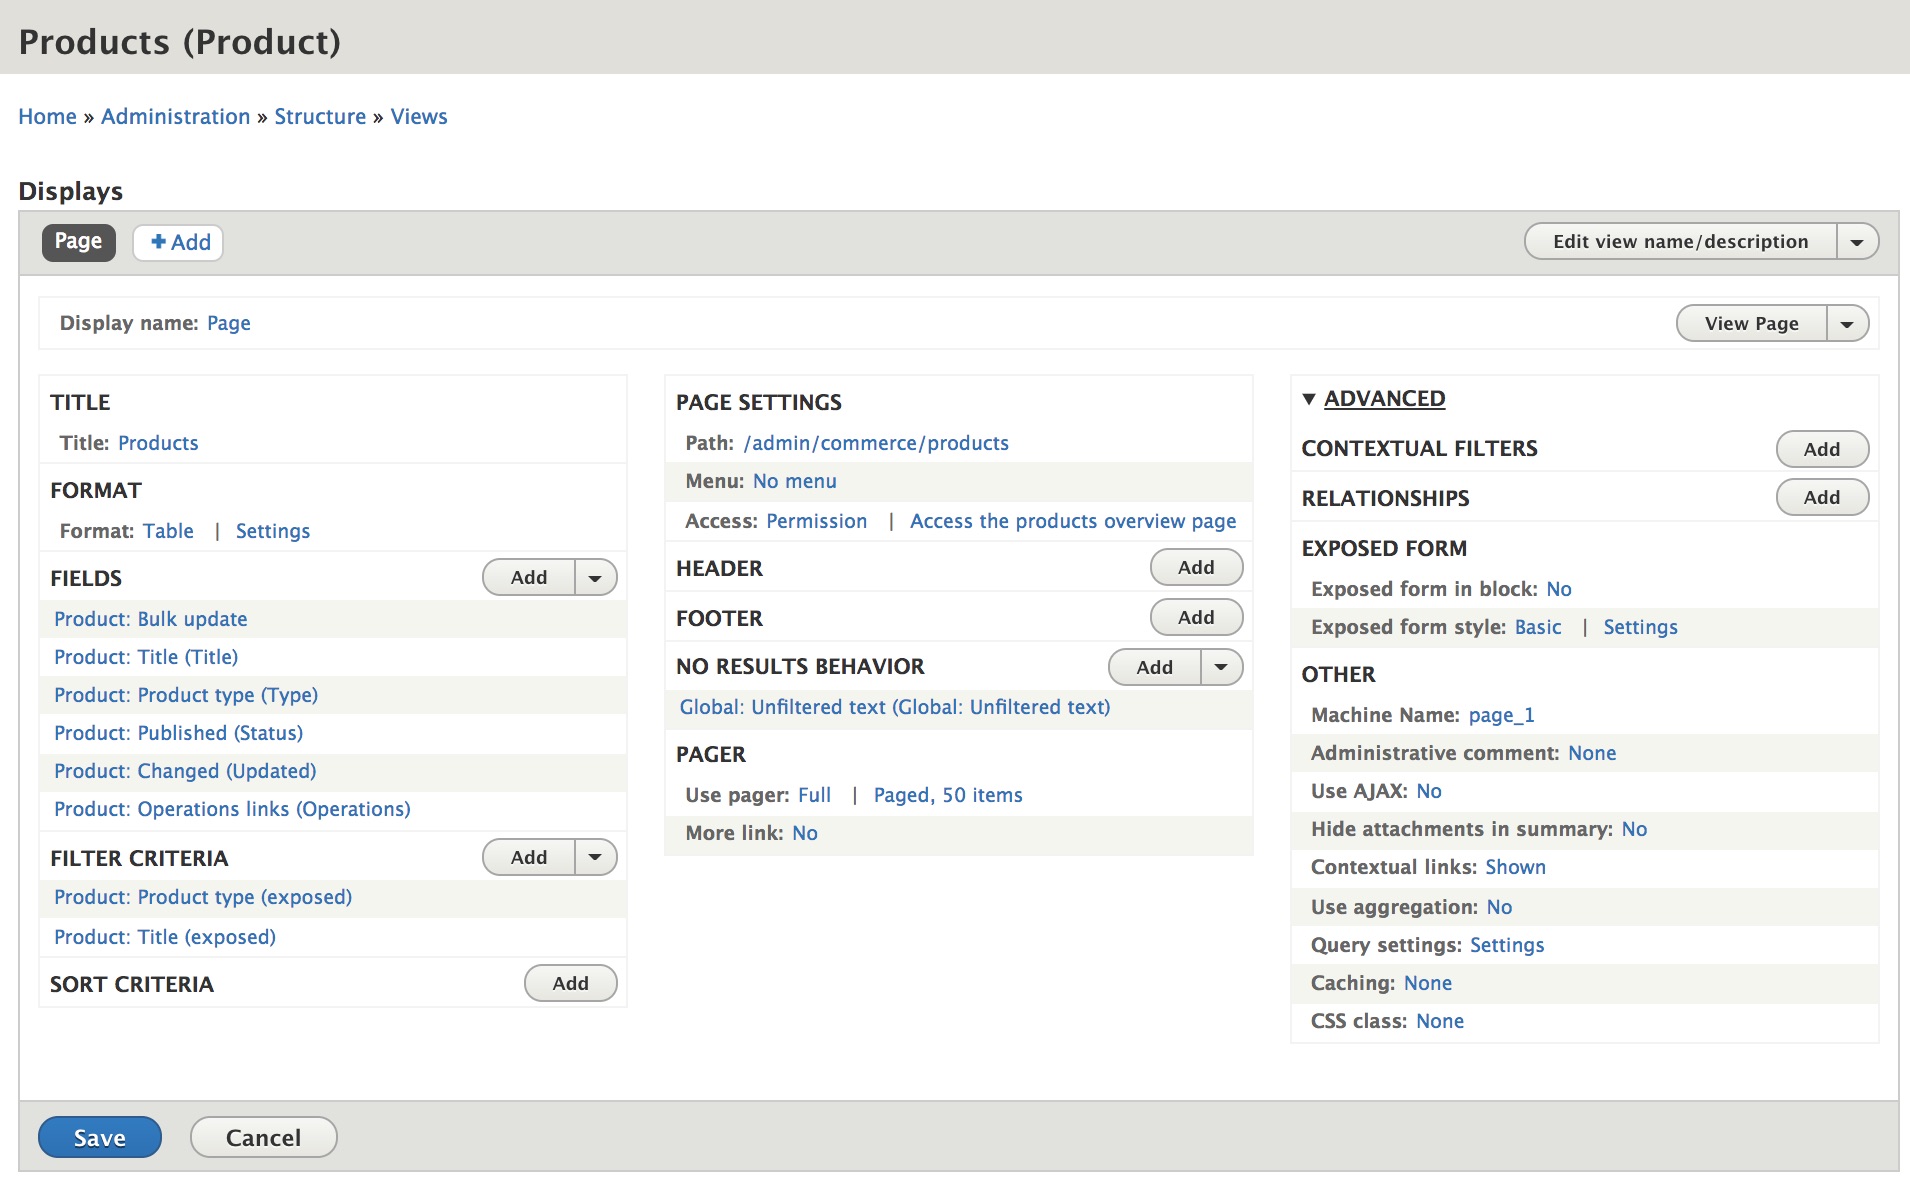 Products (Product)
Home » Administration » Structure » Views
Displays
Page
+ Add
Edit view name/description
Display name: Page
View Page
TITLE
Title: Products
FORMAT
Format: Table | Settings
FIELDS
Add
Product: Bulk update
Product: Title (Title)
Product: Product type (Type)
Product: Published (Status)
Product: Changed (Updated)
Product: Operations links (Operations)
FILTER CRITERIA
Add
Product: Product type (exposed)
Product: Title (exposed)
SORT CRITERIA
Add
PAGE SETTINGS
Path: /admin/commerce/products
Menu: No menu
Access: Permission | Access the products overview page
HEADER
Add
FOOTER
Add
NO RESULTS BEHAVIOR
Add
Global: Unfiltered text (Global: Unfiltered text)
PAGER
Use pager: Full | Paged, 50 items
More link: No
ADVANCED
CONTEXTUAL FILTERS
Add
RELATIONSHIPS
Add
EXPOSED FORM
Exposed form in block: No
Exposed form style: Basic | Settings
OTHER
Machine Name: page_1
Administrative comment: None
Use AJAX: No
Hide attachments in summary: No
Contextual links: Shown
Use aggregation: No
Query settings: Settings
Caching: None
CSS class: None
Save
Cancel